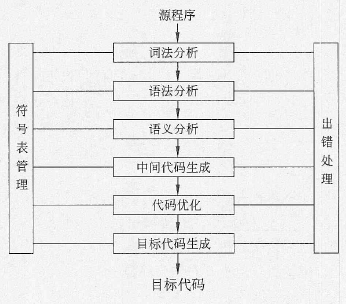 源程序
词法分析
语法分析
语义分析
中间代码生成
代码优化
目标代码生成
目标代码
符号表管理
出错处理